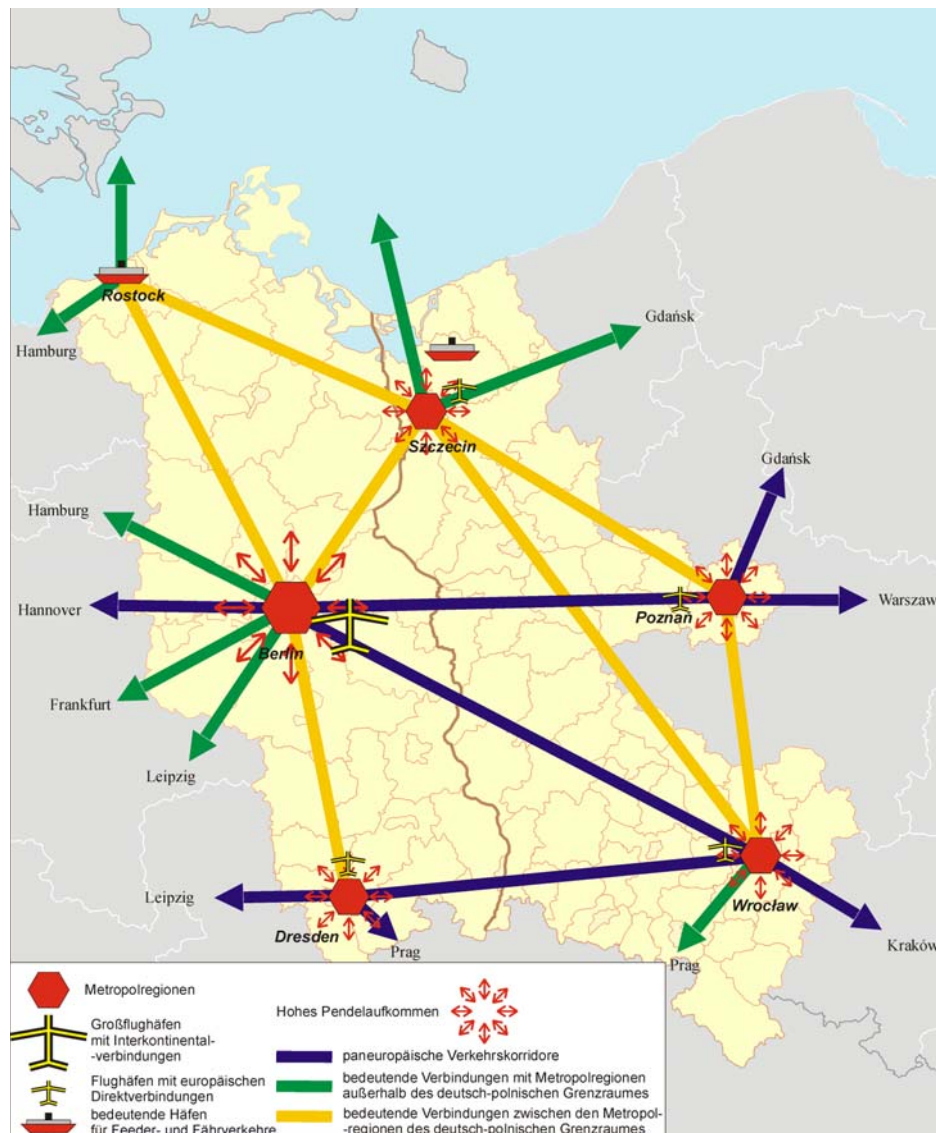 Rostock
Hamburg
Gdańsk
Szczecin
Gdańsk
Hamburg
Hannover
Poznań
Warszawa
Berlin
Frankfurt
Leipzig
Leipzig
Wrocław
Dresden
Prag
Prag
Kraków
Metropolregionen
Großflughäfen
mit Interkontinental-
-verbindungen
Flughäfen mit europäischen
Direktverbindungen
bedeutende Häfen
für Feeder- und Fährverkehre
Hohes Pendelaufkommen
paneuropäische Verkehrskorridore
bedeutende Verbindungen mit Metropolregionen
außerhalb des deutsch-polnischen Grenzraumes
bedeutende Verbindungen zwischen den Metropol-
-regionen des deutsch-polnischen Grenzraumes